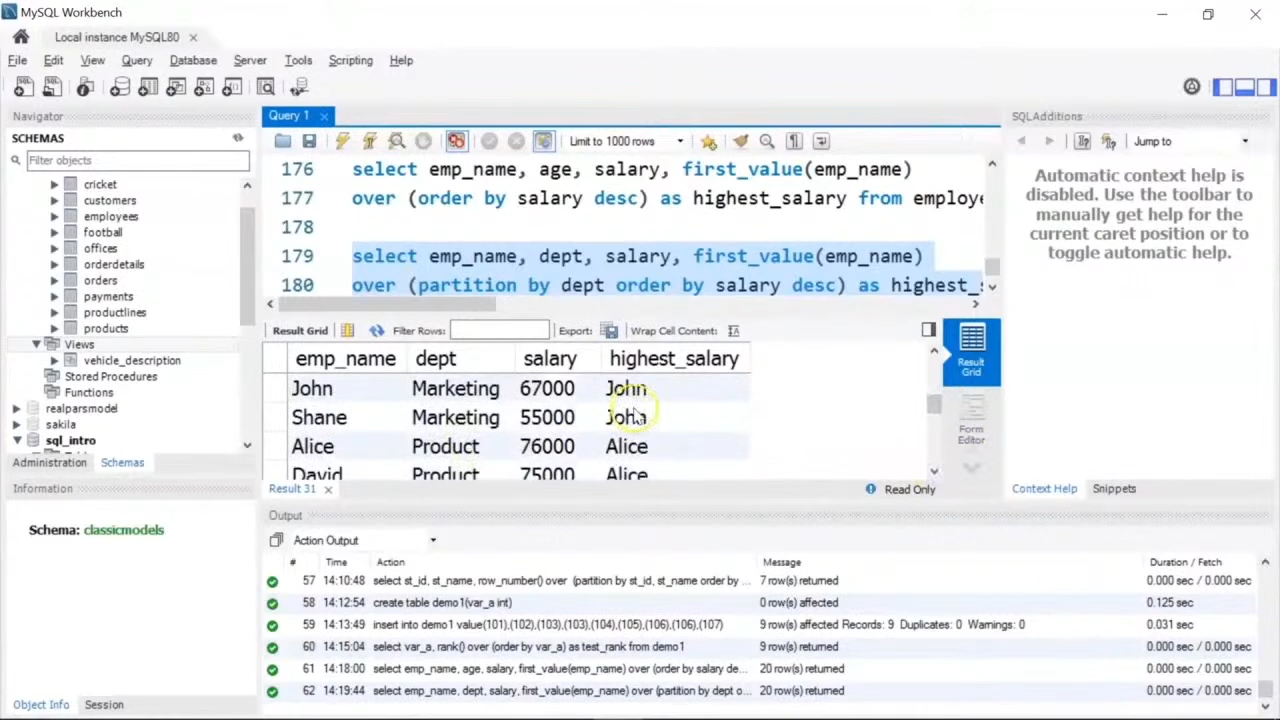 MySQL Workbench
Local instance MySQL80
File Edit View Query Database Server Tools Scripting Help
Navigator
SCHEMAS
Filter objects
cricket
customers
employees
football
offices
orderdetails
orders
payments
productlines
products
Views
vehicle_description
Stored Procedures
Functions
realparsmodel
sakila
sql_intro
Administration Schemas
Information
Schema: classicmodels
Object Info Session
Query 1
Limit to 1000 rows
176 select emp_name, age, salary, first_value(emp_name)
177 over (order by salary desc) as highest_salary from employe
178
179 select emp_name, dept, salary, first_value(emp_name)
180 over (partition by dept order by salary desc) as highest_s
Result Grid Filter Rows: Export: Wrap Cell Content:
emp_name dept salary highest_salary
John Marketing 67000 John
Shane Marketing 55000 John
Alice Product 76000 Alice
David Product 75000 Alice
Result Grid
Form Editor
Result 31
Read Only
SQLAdditions
Jump to
Automatic context help is
disabled. Use the toolbar to
manually get help for the
current caret position or to
toggle automatic help.
Context Help Snippets
Output
Action Output
# Time Action Message Duration / Fetch
57 14:10:48 select st_id, st_name, row_number() over (partition by st_id, st_name order by ... 7 row(s) returned 0.000 sec / 0.000 sec
58 14:12:54 create table demo1(var_a int) 0 row(s) affected 0.125 sec
59 14:13:49 insert into demo1 value(101),(102),(103),(103),(104),(105),(106),(106),(107) 9 row(s) affected Records: 9 Duplicates: 0 Warnings: 0 0.031 sec
60 14:15:04 select var_a, rank() over (order by var_a) as test_rank from demo1 9 row(s) returned 0.000 sec / 0.000 sec
61 14:18:00 select emp_name, age, salary, first_value(emp_name) over (order by salary de... 20 row(s) returned 0.000 sec / 0.000 sec
62 14:19:44 select emp_name, dept, salary, first_value(emp_name) over (partition by dept o... 20 row(s) returned 0.000 sec / 0.000 sec